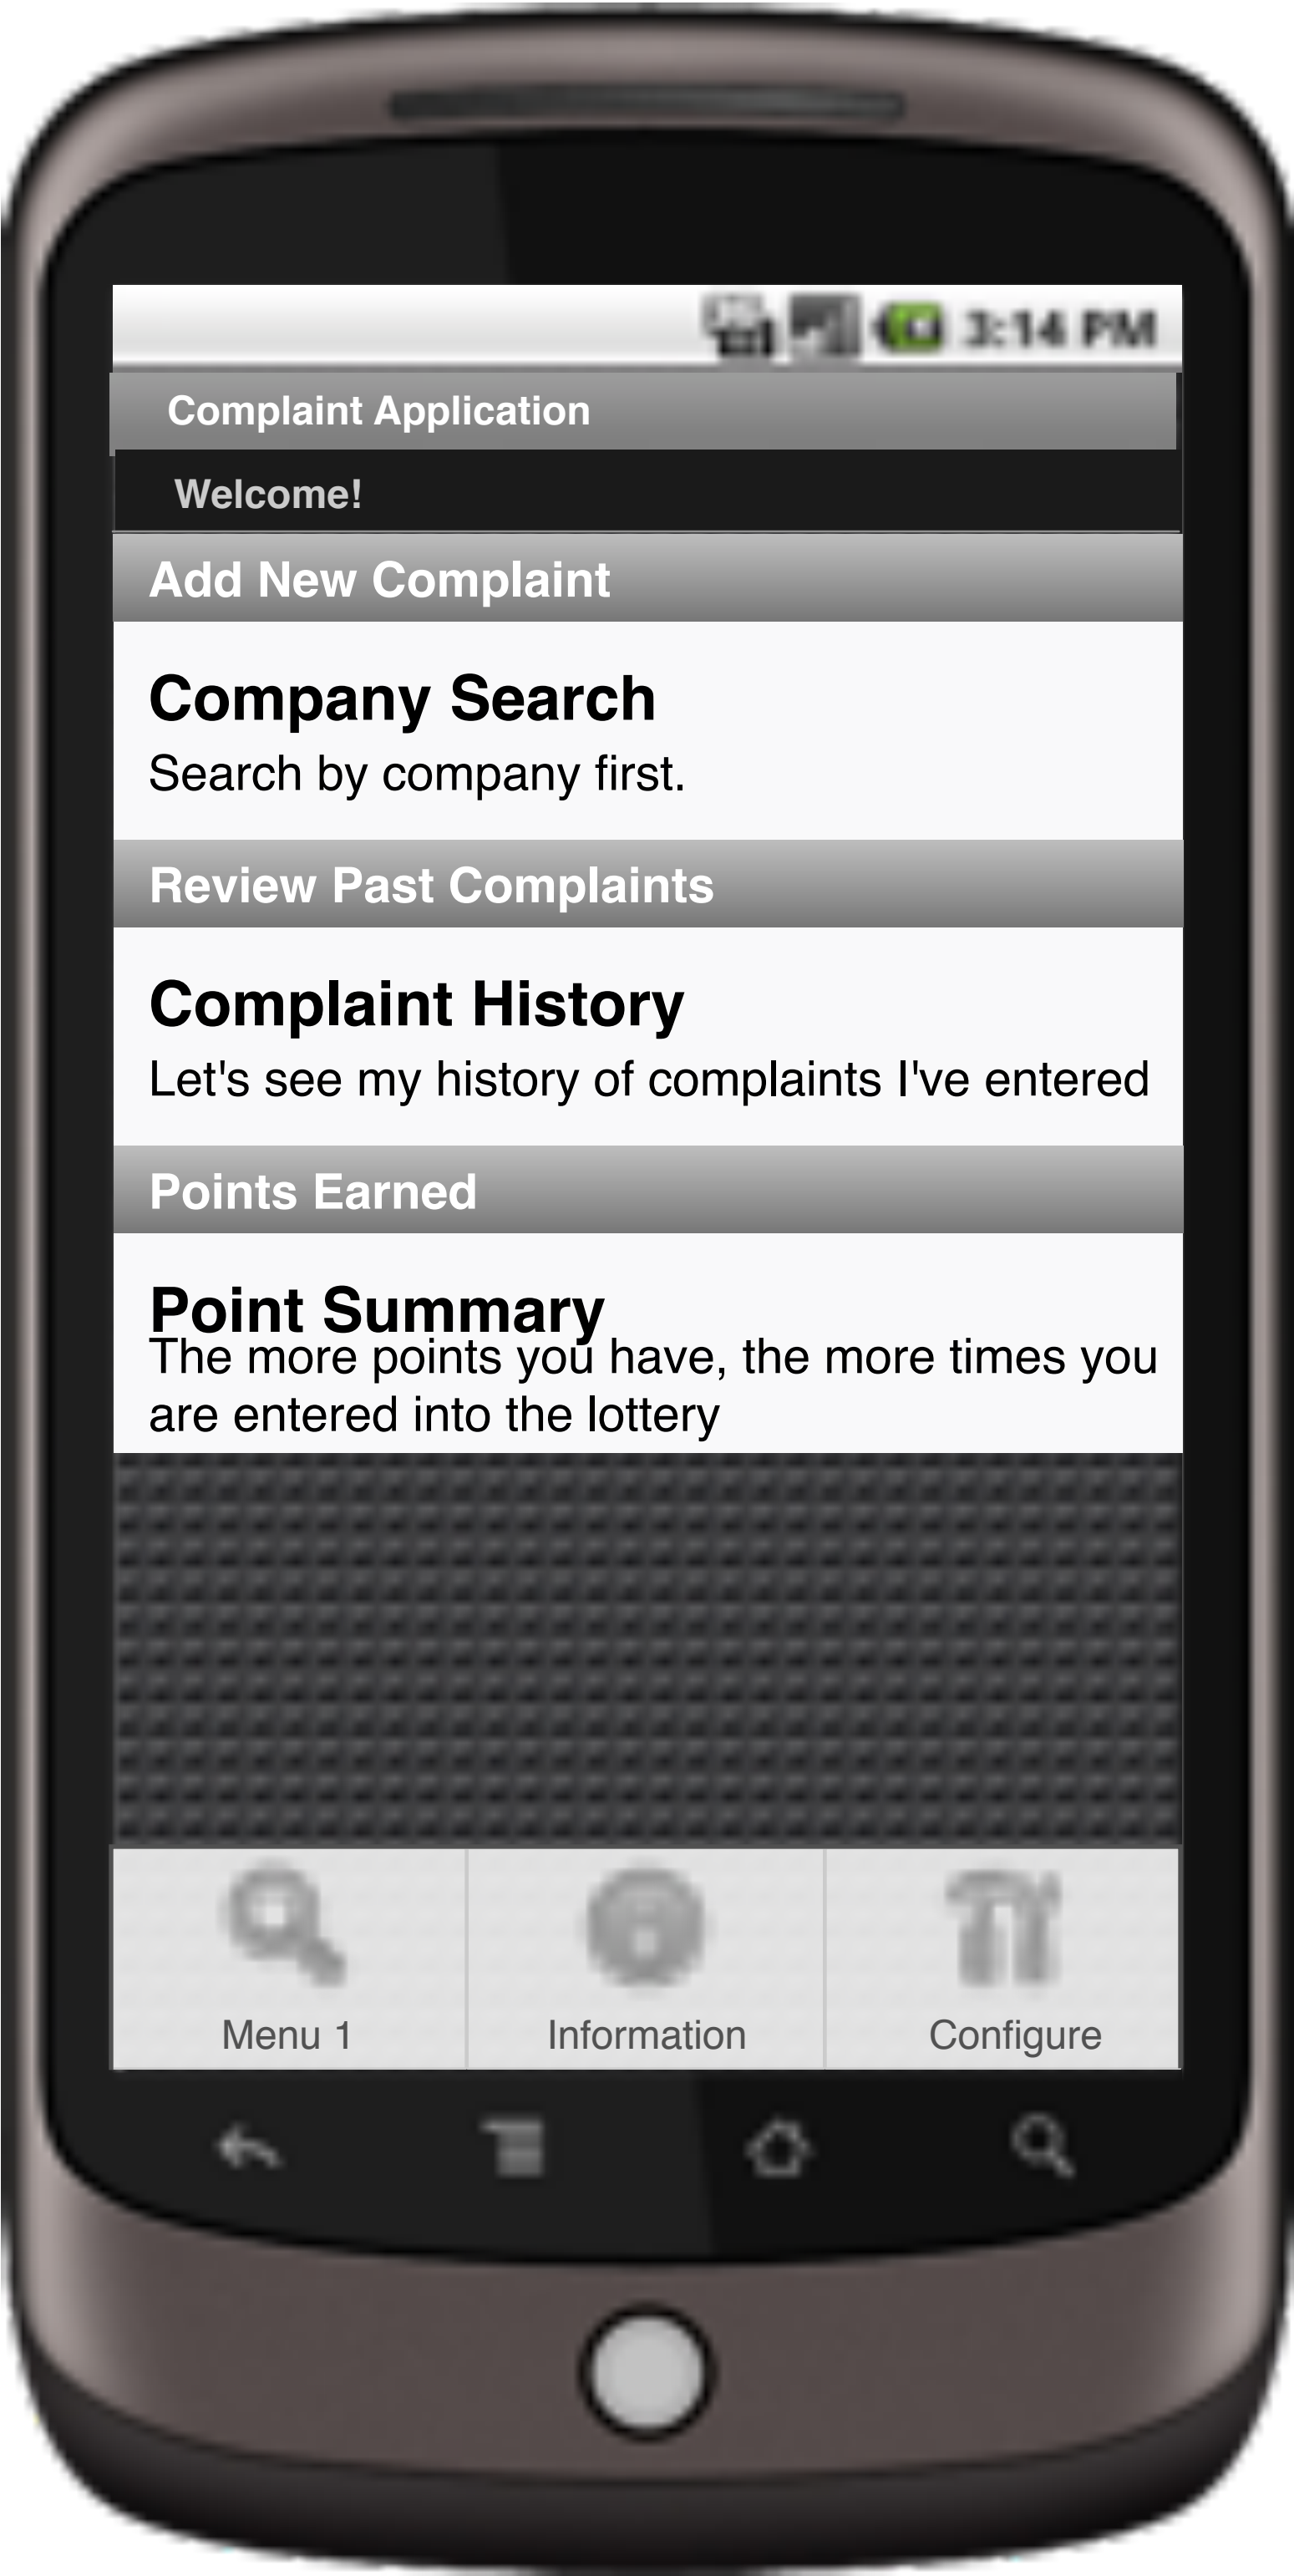 3:14 PM
Complaint Application
Welcome!
Add New Complaint
Company Search
Search by company first.
Review Past Complaints
Complaint History
Let's see my history of complaints I've entered
Points Earned
Point Summary
The more points you have, the more times you
are entered into the lottery
Menu 1
Information
Configure